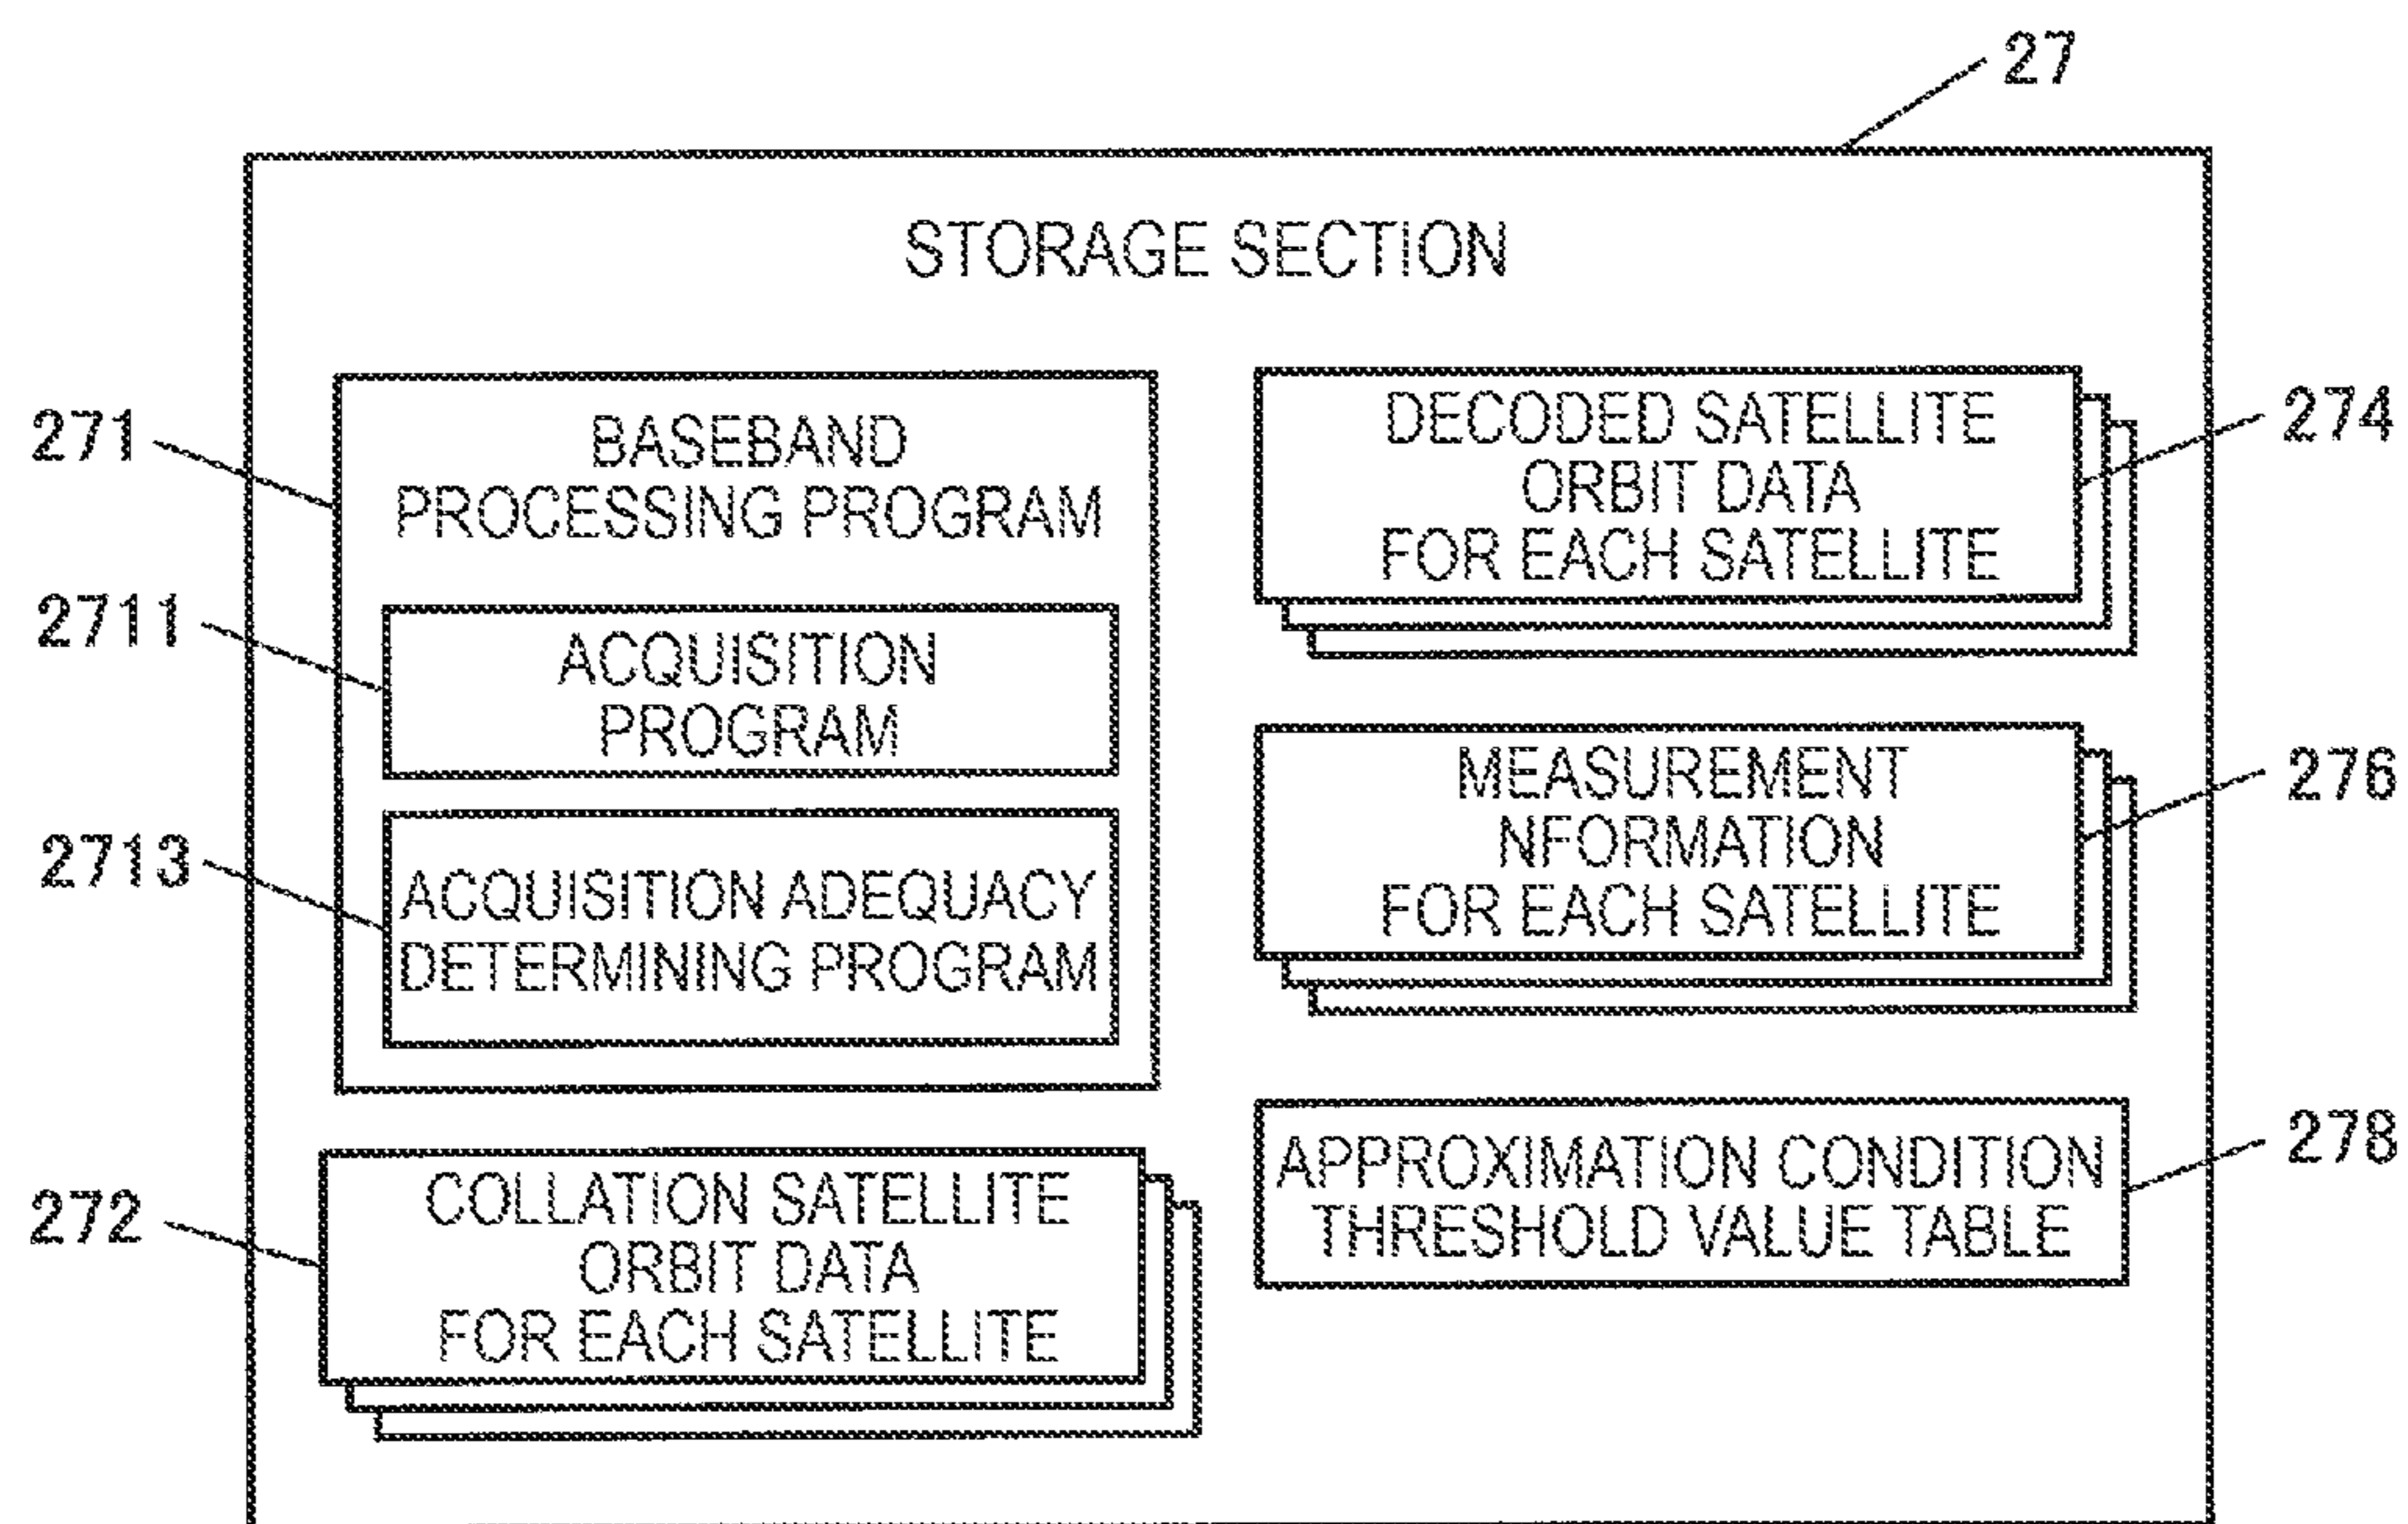 27
STORAGE SECTION
271
BASEBAND
PROCESSING PROGRAM
2711
ACQUISITION
PROGRAM
2713
ACQUISITION ADEQUACY
DETERMINING PROGRAM
272
COLLATION SATELLITE
ORBIT DATA
FOR EACH SATELLITE
DECODED SATELLITE
ORBIT DATA
FOR EACH SATELLITE
274
MEASUREMENT
NFORMATION
FOR EACH SATELLITE
276
APPROXIMATION CONDITION
THRESHOLD VALUE TABLE
278